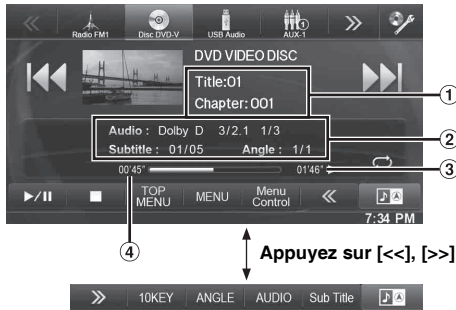 Radio FM1 Disc DVD-V USB Audio AUX-1
DVD VIDEO DISC
Title:01
Chapter: 001
1
Audio : Dolby D 3/2.1 1/3
2
Subtitle : 01/05 Angle : 1/1
00'45" 01'46"
3
TOP MENU MENU Menu Control
7:34 PM
4
Appuyez sur [<<], [>>]
10KEY ANGLE AUDIO Sub Title